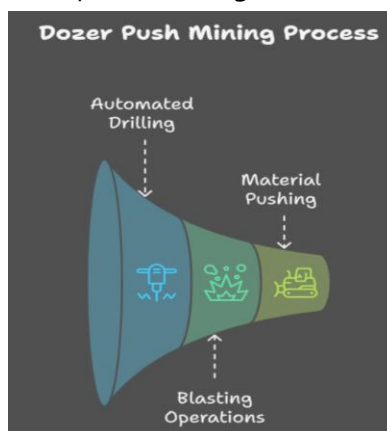 Dozer Push Mining Process
Automated
Drilling
Material
Pushing
Blasting
Operations